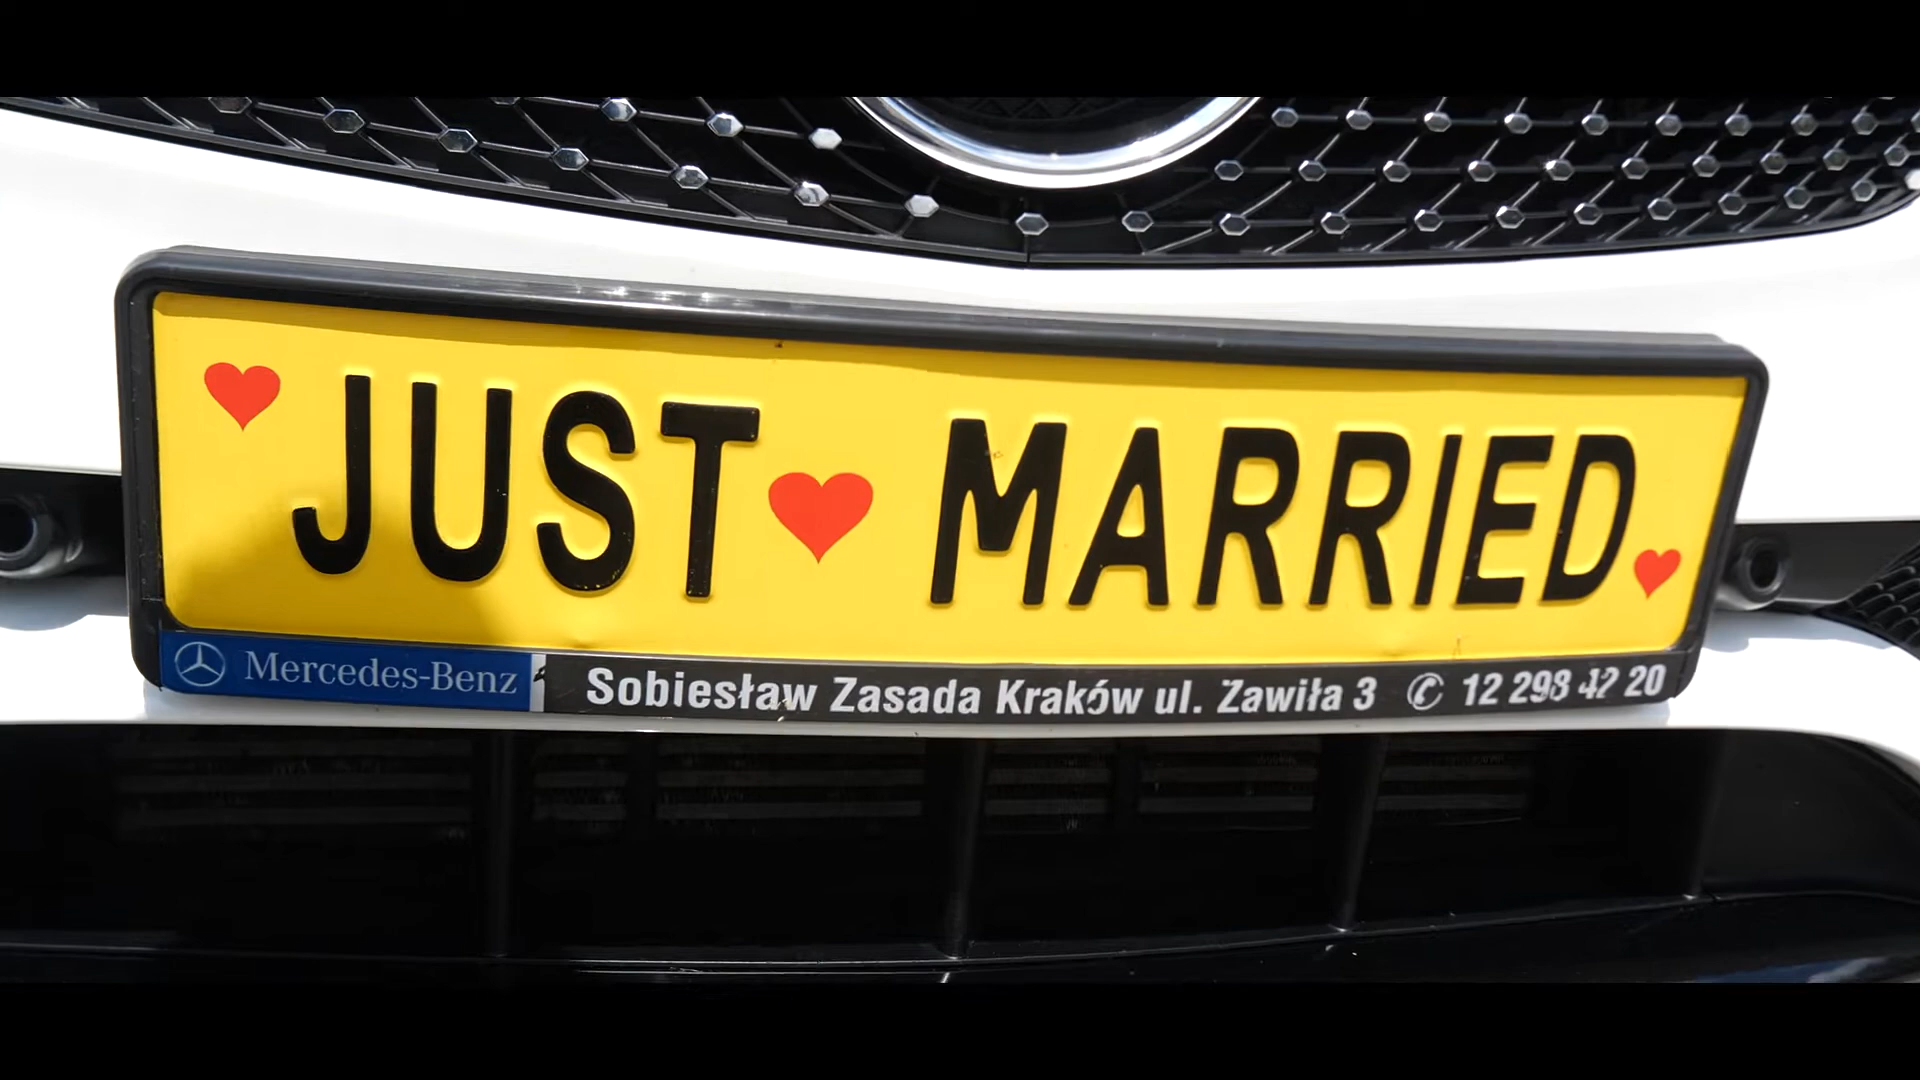 JUST MARRIED
Mercedes-Benz Sobiesław Zasada Kraków ul. Zawiła 3 ✆ 12 298 42 20